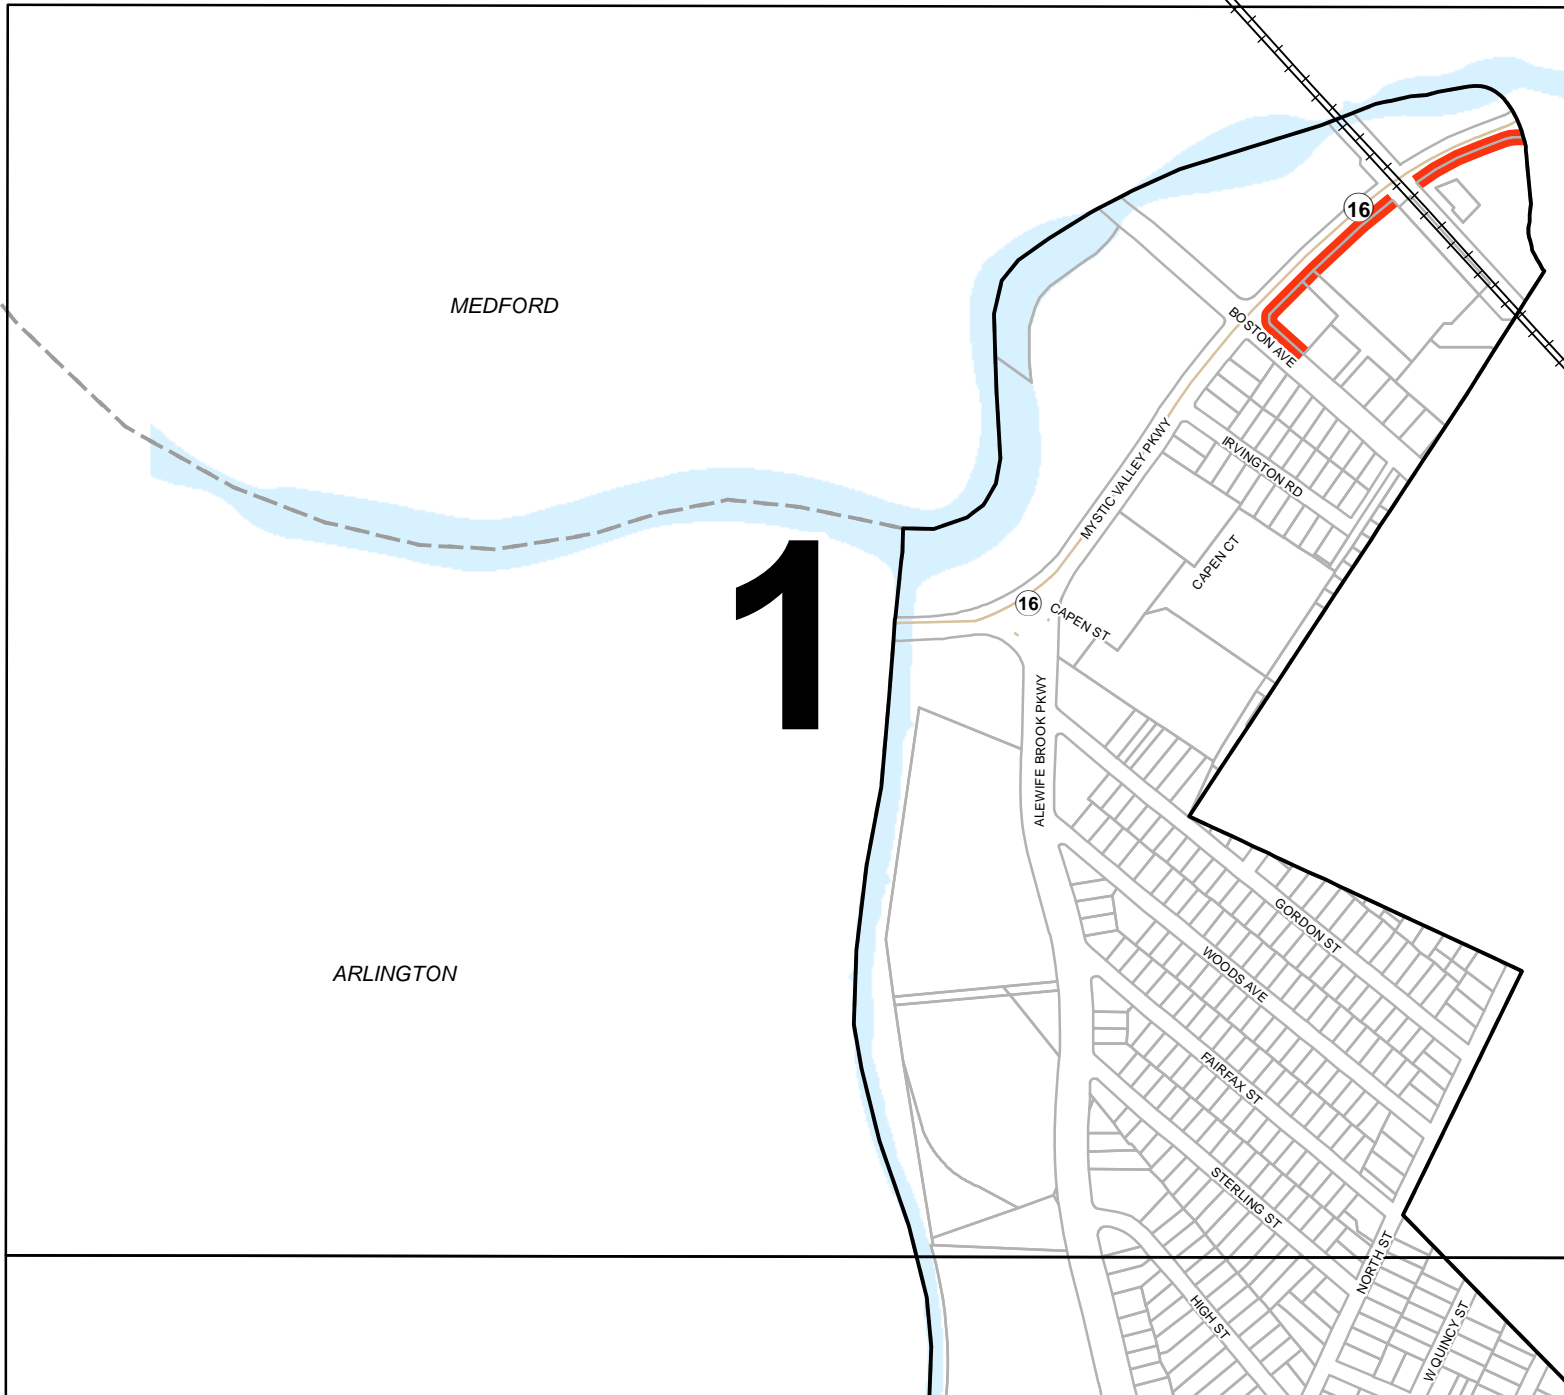 16
MEDFORD
BOSTON AVE
MYSTIC VALLEY PKWY
IRVINGTON RD
1
CAPEN CT
16
CAPEN ST
ALEWIFE BROOK PKWY
GORDON ST
WOODS AVE
ARLINGTON
FAIRFAX ST
STERLING ST
NORTH ST
HIGH ST
W QUINCY ST